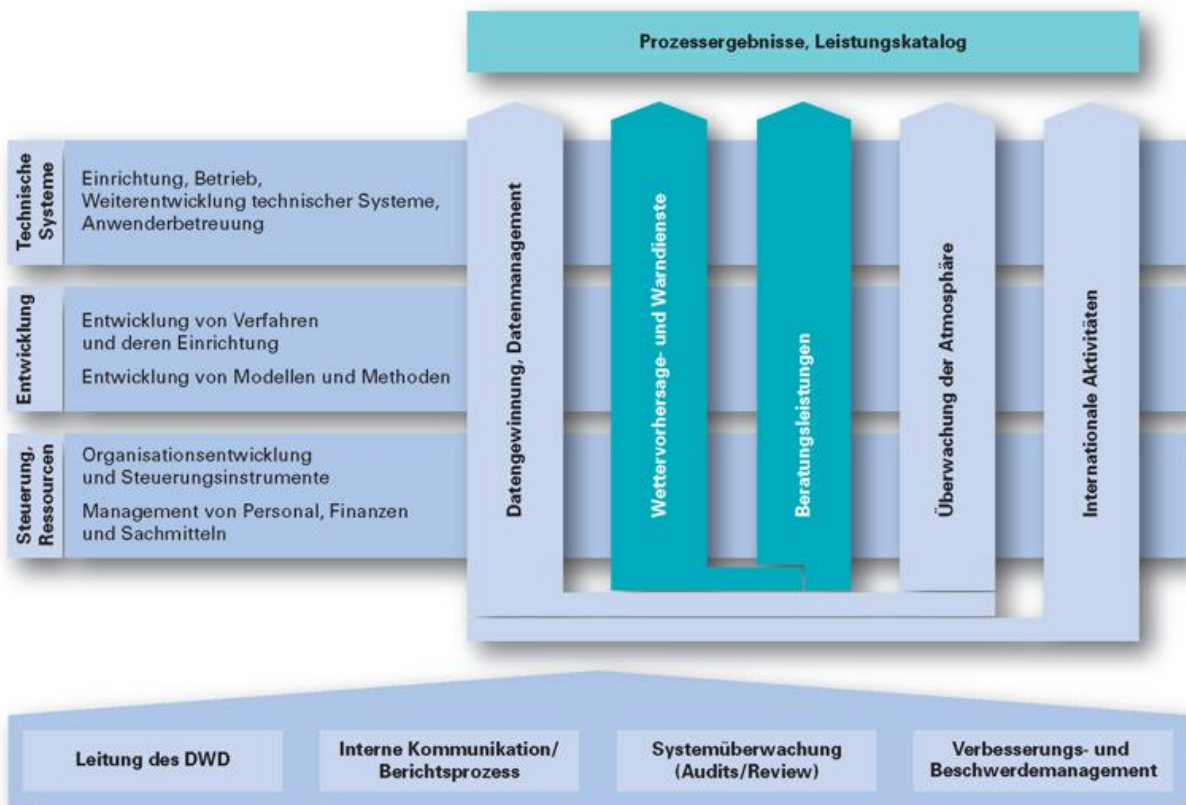 Prozessergebnisse, Leistungskatalog
Technische
Systeme
Einrichtung, Betrieb,
Weiterentwicklung technischer Systeme,
Anwenderbetreuung
Entwicklung
Entwicklung von Verfahren
und deren Einrichtung
Entwicklung von Modellen und Methoden
Steuerung,
Ressourcen
Organisationsentwicklung
und Steuerungsinstrumente
Management von Personal, Finanzen
und Sachmitteln
Datengewinnung, Datenmanagement
Wettervorhersage- und Warndienste
Beratungsleistungen
Überwachung der Atmosphäre
Internationale Aktivitäten
Leitung des DWD
Interne Kommunikation/
Berichtsprozess
Systemüberwachung
(Audits/Review)
Verbesserungs- und
Beschwerdemanagement